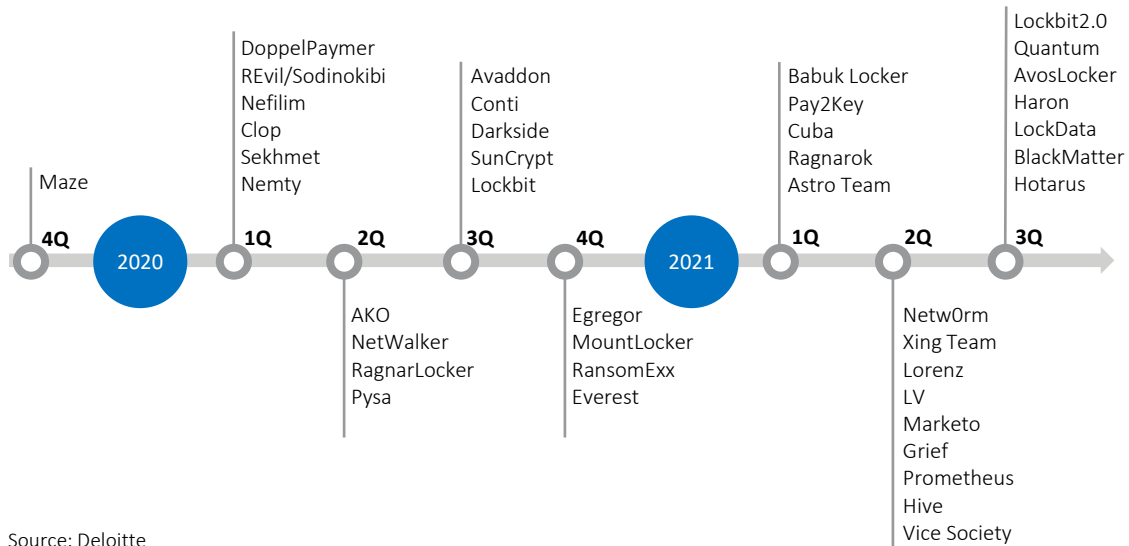 Maze
4Q
2020
DoppelPaymer
REvil/Sodinokibi
Nefilim
Clop
Sekhmet
Nemty
1Q
2Q
AKO
NetWalker
RagnarLocker
Pysa
Avaddon
Conti
Darkside
SunCrypt
Lockbit
3Q
4Q
Egregor
MountLocker
RansomExx
Everest
2021
Babuk Locker
Pay2Key
Cuba
Ragnarok
Astro Team
1Q
2Q
Netw0rm
Xing Team
Lorenz
LV
Marketo
Grief
Prometheus
Hive
Vice Society
Lockbit2.0
Quantum
AvosLocker
Haron
LockData
BlackMatter
Hotarus
3Q
Source: Deloitte